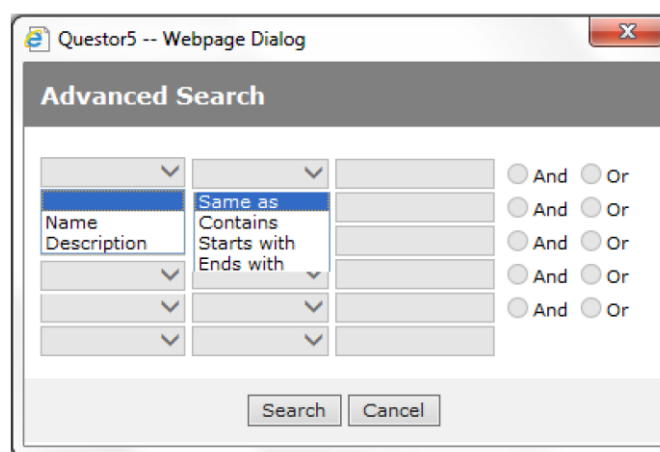 Questor5 -- Webpage Dialog
X
Advanced Search
And Or
Same as And Or
Name Contains
Description Starts with And Or
Ends with And Or
And Or
Search Cancel